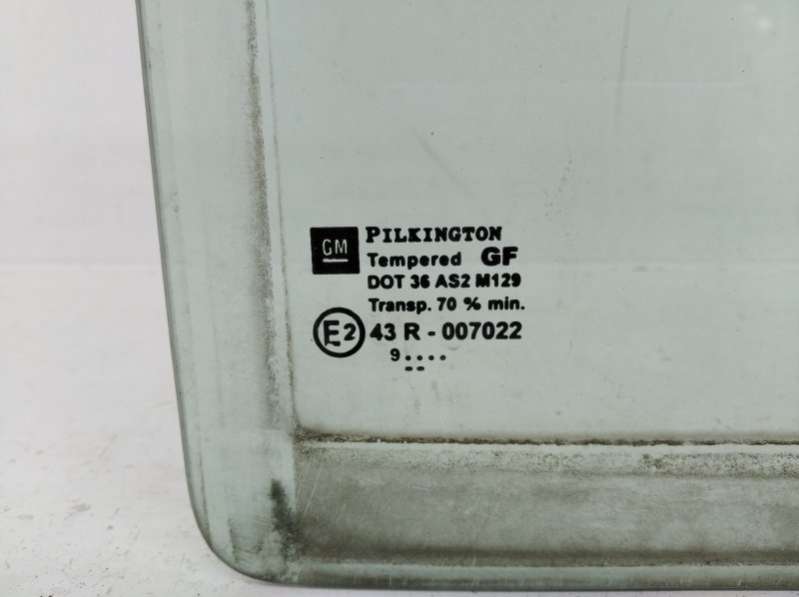 GM PILKINGTON
Tempered GF
DOT 36 AS2 M129
Transp. 70 % min.
E2 43 R - 007022
9....
--